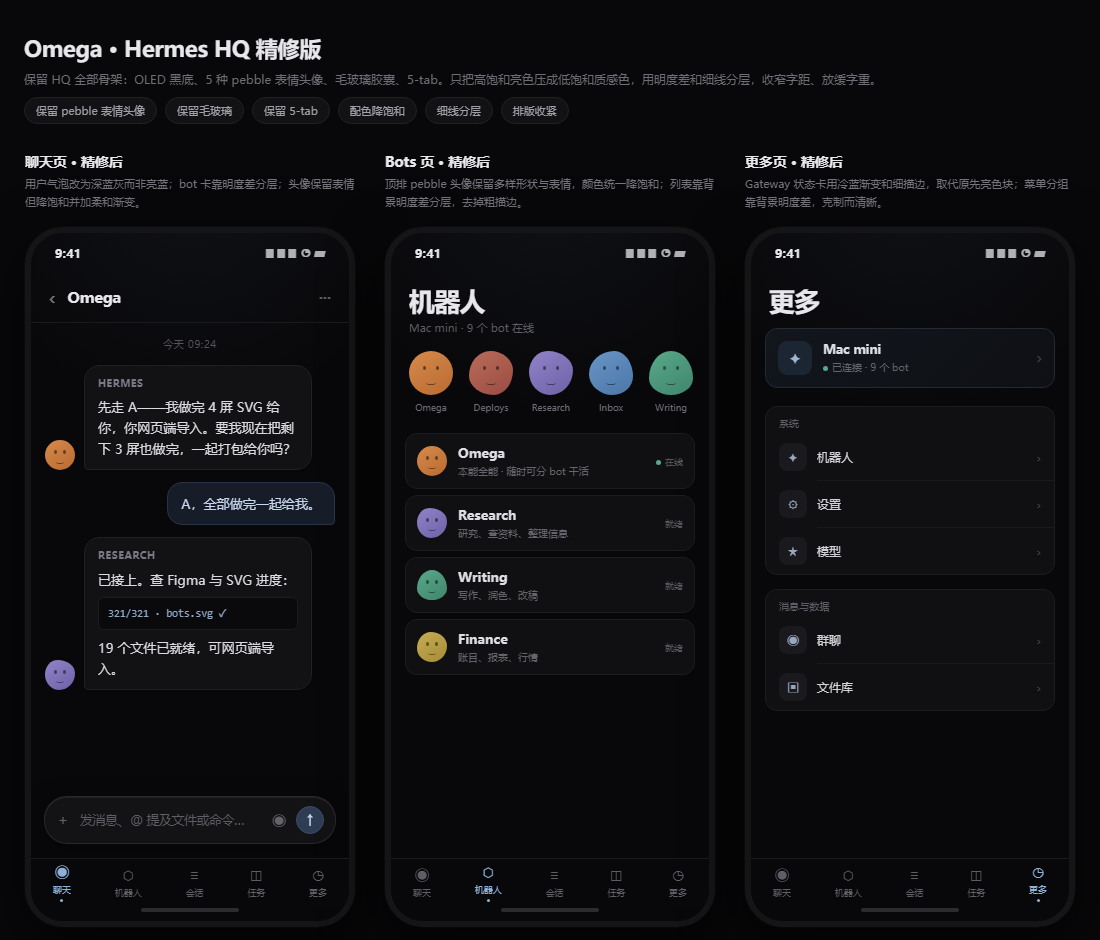 Omega • Hermes HQ 精修版
保留 HQ 全部骨架：OLED 黑底、5 种 pebble 表情头像、毛玻璃胶囊、5-tab。只把高饱和亮色压成低饱和质感色，用明度差和细线分层，收窄字距、放缓字重。
保留 pebble 表情头像
保留毛玻璃
保留 5-tab
配色降饱和
细线分层
排版收紧
聊天页 • 精修后
用户气泡改为深蓝灰而非亮蓝；bot 卡靠明度差分层；头像保留表情
但降饱和并加柔和渐变。
9:41
‹ Omega
···
今天 09:24
HERMES
先走 A——我做完 4 屏 SVG 给
你，你网页端导入。要我现在把剩
下 3 屏也做完，一起打包给你吗？
A，全部做完一起给我。
RESEARCH
已接上。查 Figma 与 SVG 进度：
321/321 · bots.svg ✓
19 个文件已就绪，可网页端导
入。
+ 发消息、@ 提及文件或命令...
↑
聊天
机器人
会话
任务
更多
Bots 页 • 精修后
顶排 pebble 头像保留多样形状与表情，颜色统一降饱和；列表靠背
景明度差分层，去掉粗描边。
9:41
机器人
Mac mini · 9 个 bot 在线
Omega
Deploys
Research
Inbox
Writing
Omega
本能全能 · 随时可分 bot 干活
在线
Research
研究、查资料、整理信息
就绪
Writing
写作、润色、改稿
就绪
Finance
账目、报表、行情
就绪
聊天
机器人
会话
任务
更多
更多页 • 精修后
Gateway 状态卡用冷蓝渐变和细描边，取代原先亮色块；菜单分组
靠背景明度差，克制而清晰。
9:41
更多
Mac mini
已连接 · 9 个 bot
›
系统
机器人
›
设置
›
模型
›
消息与数据
群聊
›
文件库
›
聊天
机器人
会话
任务
更多